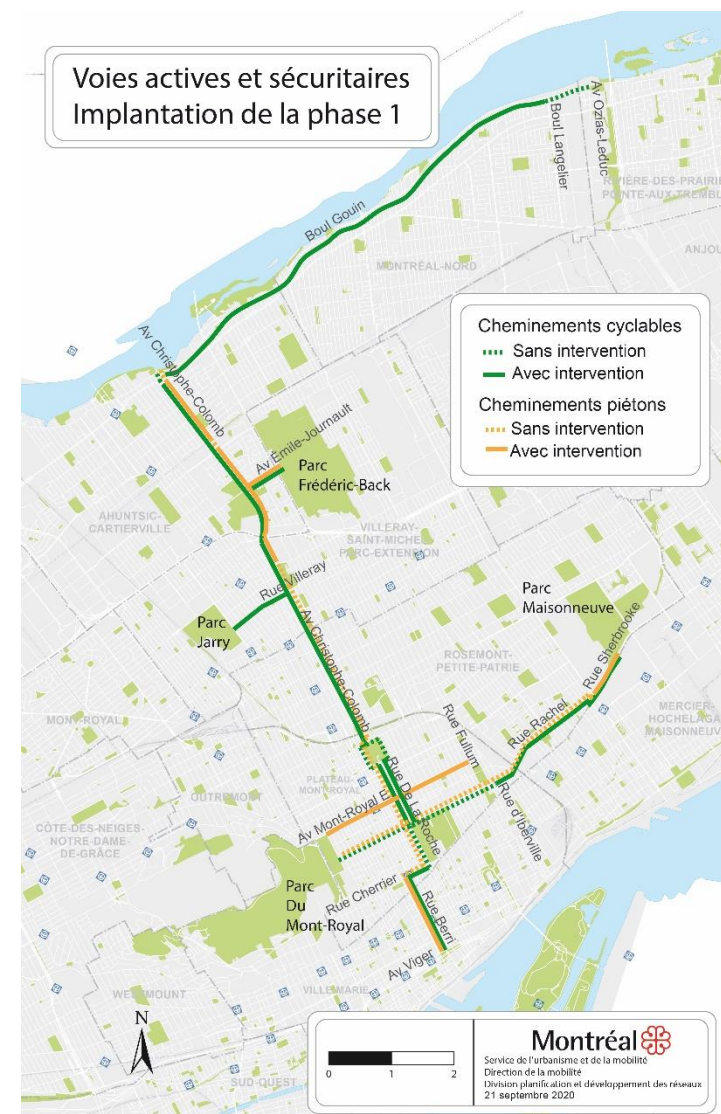 Voies actives et sécuritaires
Implantation de la phase 1
Av Ozias-Leduc
Boul Langelier
RIVIÈRE-DES-PRAIRIE
POINTE-AUX-TREMBL
Boul Gouin
ANJOU
MONTRÉAL-NORD
Cheminements cyclables
Sans intervention
Avec intervention
Cheminements piétons
Sans intervention
Avec intervention
Av Christophe-Colomb
Av Émile-Journault
Parc
Frédéric-Back
AHUNTSIC-
CARTIERVILLE
VILLERAY-
SAINT-MICHEL
PARC-EXTENSION
Rue Villeray
Parc
Jarry
Parc
Maisonneuve
Av Christophe-Colomb
Rue Sherbrooke
ROSEMONT-
PETITE-PATRIE
MERCIER-
HOCHELAGA
MAISONNEUV
MONT-ROYAL
Rue Rachel
Rue Fullum
PLATEAU-
MONT-ROYAL
Rue De La Roche
OUTREMONT
Av Mont-Royal E
Rue d'Iberville
CÔTE-DES-NEIGES-
NOTRE-DAME-
DE-GRÂCE
Parc
Du
Mont-Royal
Rue Cherrier
Rue Berri
Av Viger
WESTMOUNT
VILLE-MARIE
SUD-OUEST
N
0 1 2
Montréal
Service de l'urbanisme et de la mobilité
Direction de la mobilité
Division planification et développement des réseaux
21 septembre 2020